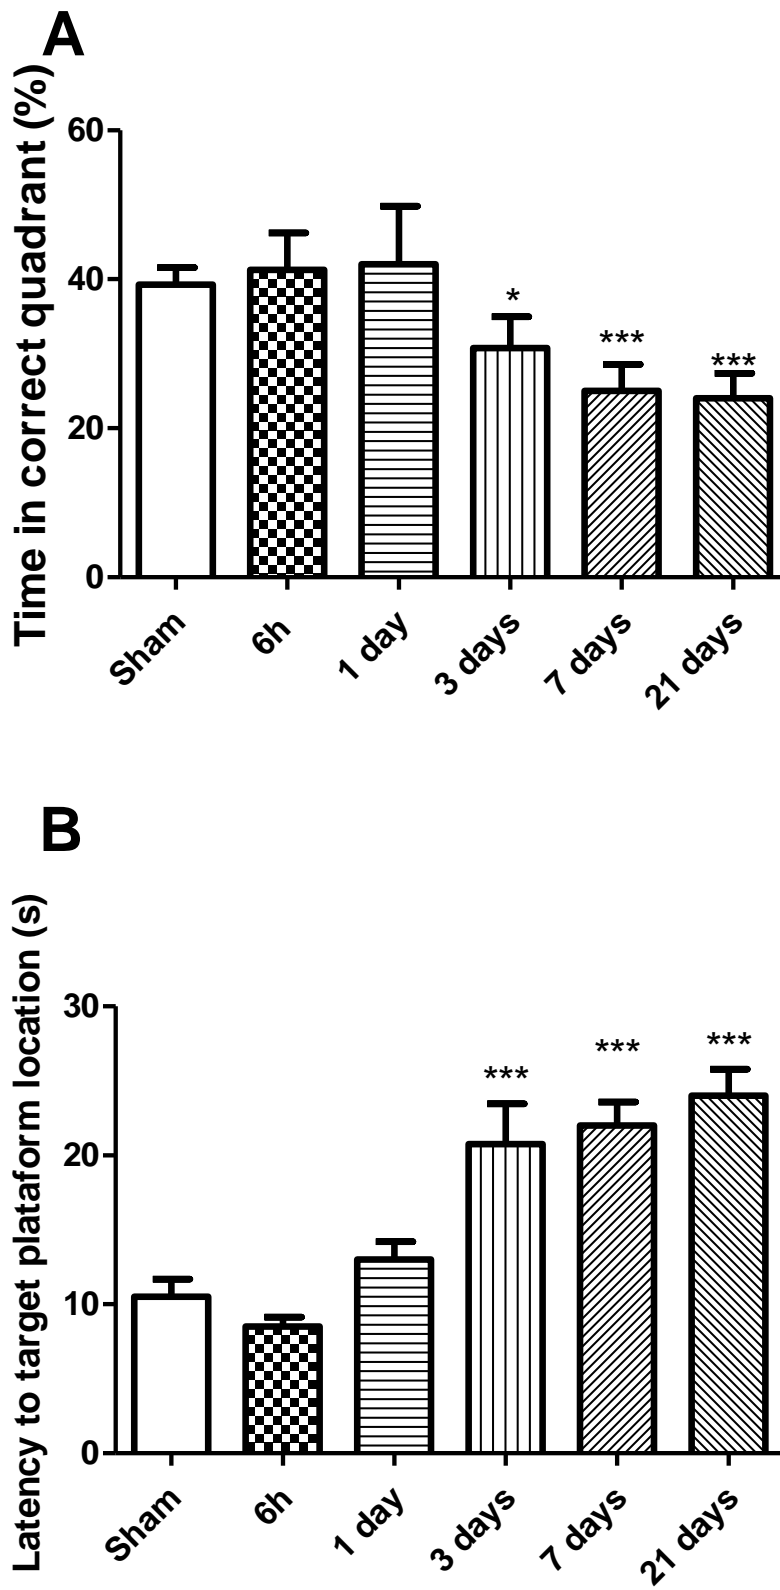 A
Time in correct quadrant (%)
60
40
20
0
*
***
***
Sham
6h
1 day
3 days
7 days
21 days
B
Latency to target plataform location (s)
30
20
10
0
***
***
***
Sham
6h
1 day
3 days
7 days
21 days